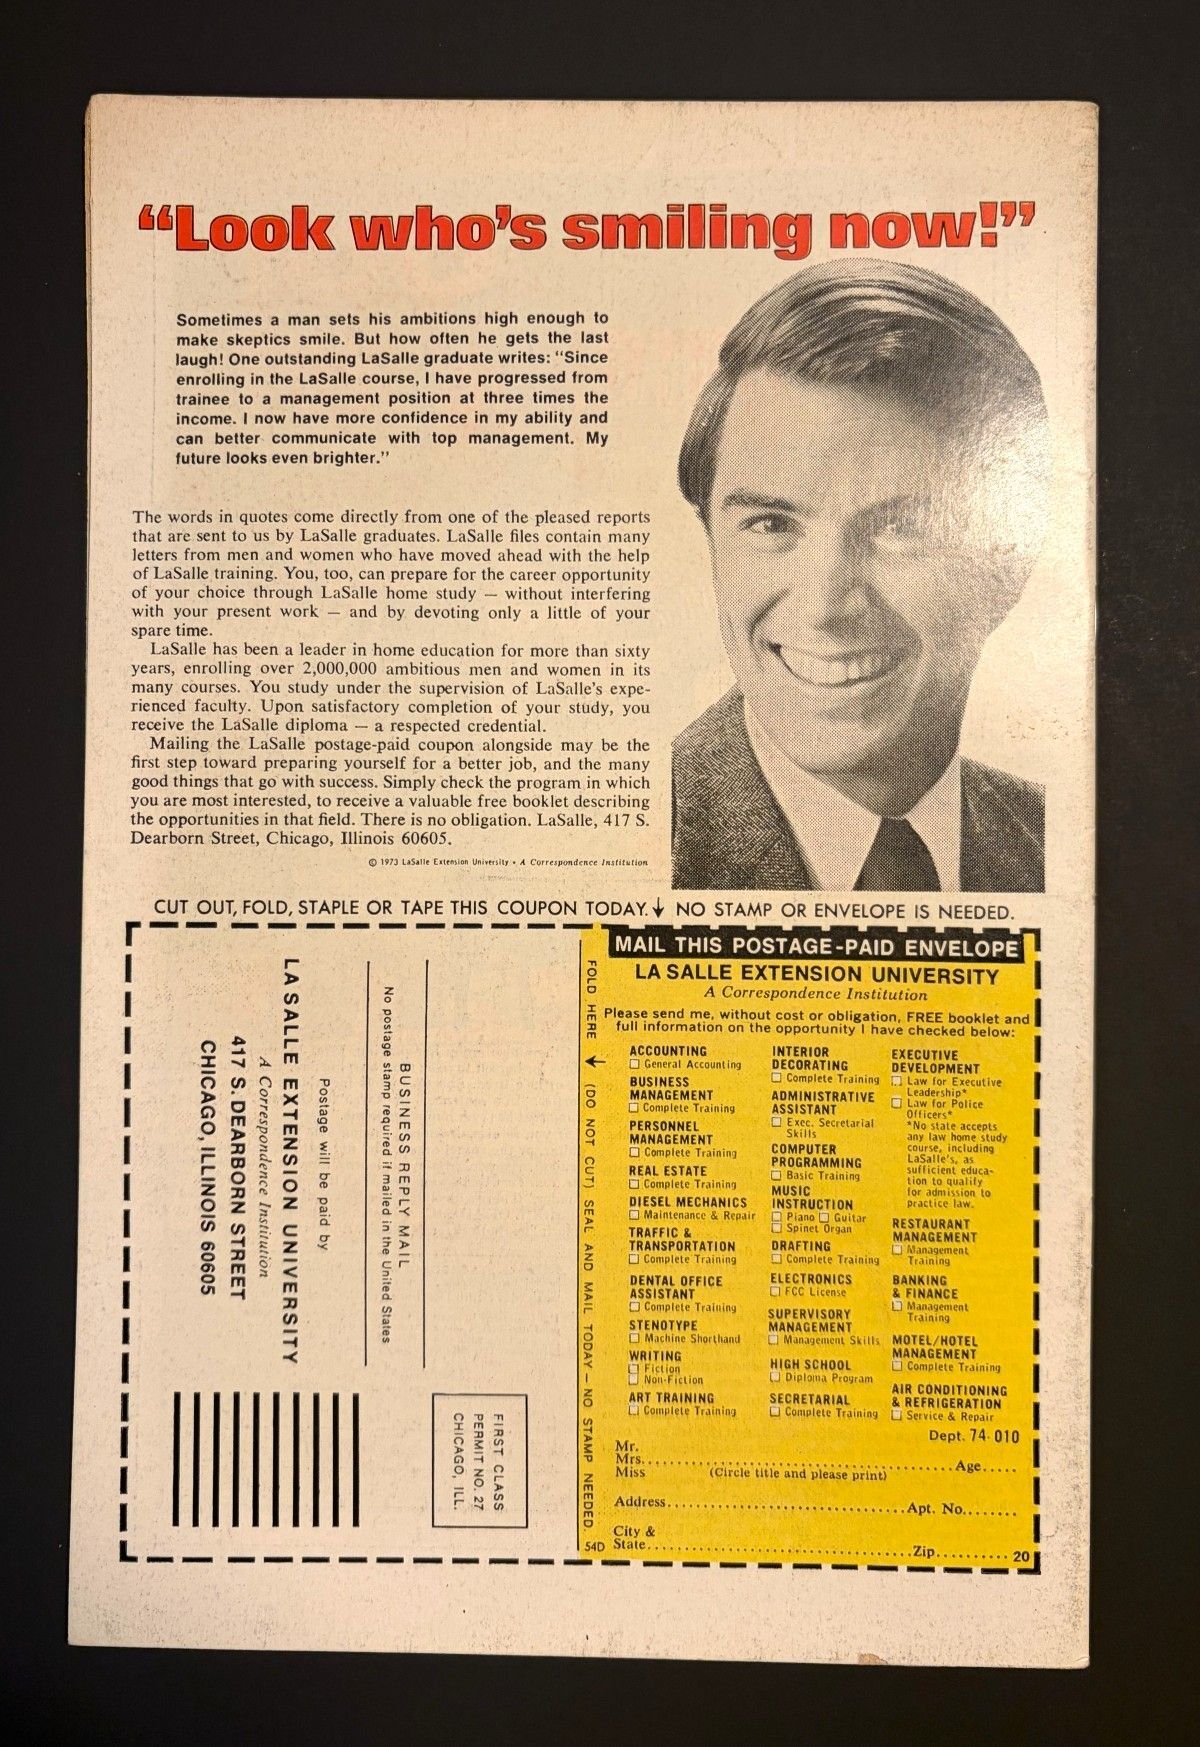 “Look who’s smiling now!”
Sometimes a man sets his ambitions high enough to
make skeptics smile. But how often he gets the last
laugh! One outstanding LaSalle graduate writes: “Since
enrolling in the LaSalle course, I have progressed from
trainee to a management position at three times the
income. I now have more confidence in my ability and
can better communicate with top management. My
future looks even brighter.”
The words in quotes come directly from one of the pleased reports
that are sent to us by LaSalle graduates. LaSalle files contain many
letters from men and women who have moved ahead with the help
of LaSalle training. You, too, can prepare for the career opportunity
of your choice through LaSalle home study — without interfering
with your present work — and by devoting only a little of your
spare time.
LaSalle has been a leader in home education for more than sixty
years, enrolling over 2,000,000 ambitious men and women in its
many courses. You study under the supervision of LaSalle’s expe-
rienced faculty. Upon satisfactory completion of your study, you
receive the LaSalle diploma — a respected credential.
Mailing the LaSalle postage-paid coupon alongside may be the
first step toward preparing yourself for a better job, and the many
good things that go with success. Simply check the program in which
you are most interested, to receive a valuable free booklet describing
the opportunities in that field. There is no obligation. LaSalle, 417 S.
Dearborn Street, Chicago, Illinois 60605.
© 1973 LaSalle Extension University • A Correspondence Institution
CUT OUT, FOLD, STAPLE OR TAPE THIS COUPON TODAY. ↓ NO STAMP OR ENVELOPE IS NEEDED.
BUSINESS REPLY MAIL
No postage stamp required if mailed in the United States
Postage will be paid by
LA SALLE EXTENSION UNIVERSITY
A Correspondence Institution
417 S. DEARBORN STREET
CHICAGO, ILLINOIS 60605
FIRST CLASS
PERMIT NO. 27
CHICAGO, ILL.
FOLD HERE ↓ (DO NOT CUT) SEAL AND MAIL TODAY — NO STAMP NEEDED.
54D
MAIL THIS POSTAGE-PAID ENVELOPE
LA SALLE EXTENSION UNIVERSITY
A Correspondence Institution
Please send me, without cost or obligation, FREE booklet and
full information on the opportunity I have checked below:
ACCOUNTING
☐ General Accounting
BUSINESS
MANAGEMENT
☐ Complete Training
PERSONNEL
MANAGEMENT
☐ Complete Training
REAL ESTATE
☐ Complete Training
DIESEL MECHANICS
☐ Maintenance & Repair
TRAFFIC &
TRANSPORTATION
☐ Complete Training
DENTAL OFFICE
ASSISTANT
☐ Complete Training
STENOTYPE
☐ Machine Shorthand
WRITING
☐ Fiction
☐ Non-Fiction
ART TRAINING
☐ Complete Training
INTERIOR
DECORATING
☐ Complete Training
ADMINISTRATIVE
ASSISTANT
☐ Exec. Secretarial
Skills
COMPUTER
PROGRAMMING
☐ Basic Training
MUSIC
INSTRUCTION
☐ Piano ☐ Guitar
☐ Spinet Organ
DRAFTING
☐ Complete Training
ELECTRONICS
☐ FCC License
SUPERVISORY
MANAGEMENT
☐ Management Skills
HIGH SCHOOL
☐ Diploma Program
SECRETARIAL
☐ Complete Training
EXECUTIVE
DEVELOPMENT
☐ Law for Executive
Leadership*
☐ Law for Police
Officers*
*No state accepts
any law home study
course, including
LaSalle’s, as
sufficient educa-
tion to qualify
for admission to
practice law.
RESTAURANT
MANAGEMENT
☐ Management
Training
BANKING
& FINANCE
☐ Management
Training
MOTEL/HOTEL
MANAGEMENT
☐ Complete Training
AIR CONDITIONING
& REFRIGERATION
☐ Service & Repair
Dept. 74-010
Mr.
Mrs. Age
Miss (Circle title and please print)
Address Apt. No.
City &
State Zip 20